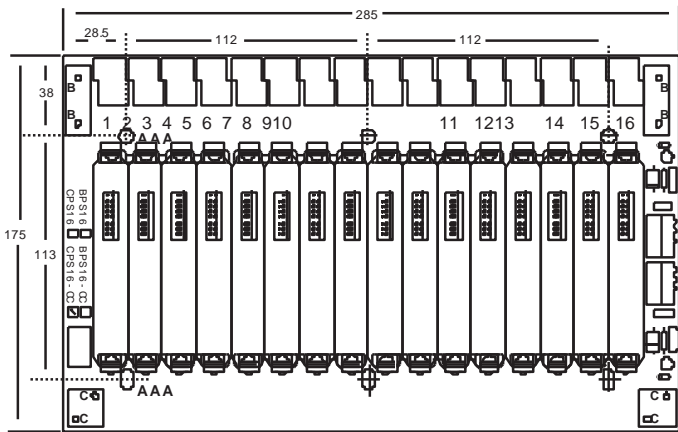 285
28.5 112 112
38
B B
B B
1 2 3 4 5 6 7 8 9 10 11 12 13 14 15 16
AAA
CPS16 BPS16
175
113
CPS16-CC BPS16-CC
AAA
C C
C C